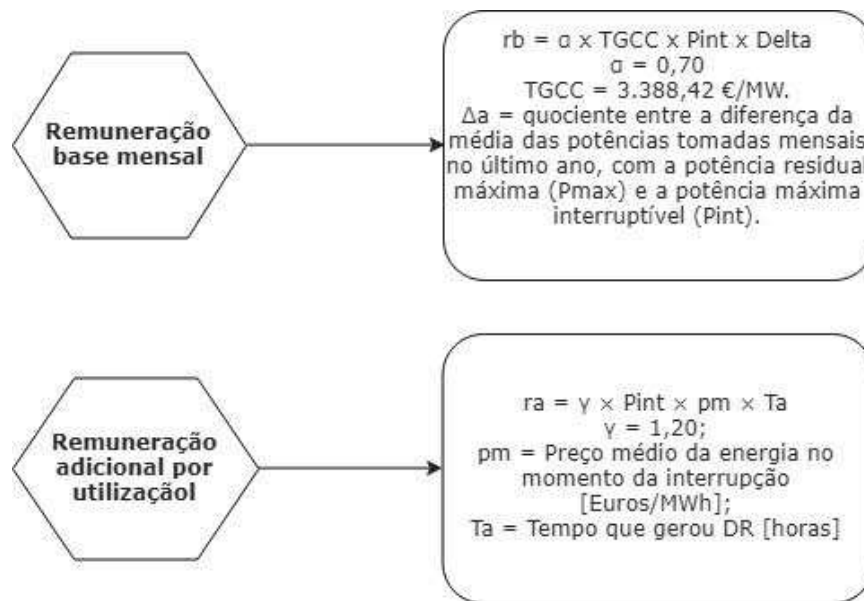 Remuneração
base mensal
rb = α x TGCC x Pint x Delta
α = 0,70
TGCC = 3.388,42 €/MW.
Δa = quociente entre a diferença da
média das potências tomadas mensais
no último ano, com a potência residual
máxima (Pmax) e a potência máxima
interruptível (Pint).
Remuneração
adicional por
utilizaçãol
ra = γ × Pint × pm × Ta
γ = 1,20;
pm = Preço médio da energia no
momento da interrupção
[Euros/MWh];
Ta = Tempo que gerou DR [horas]